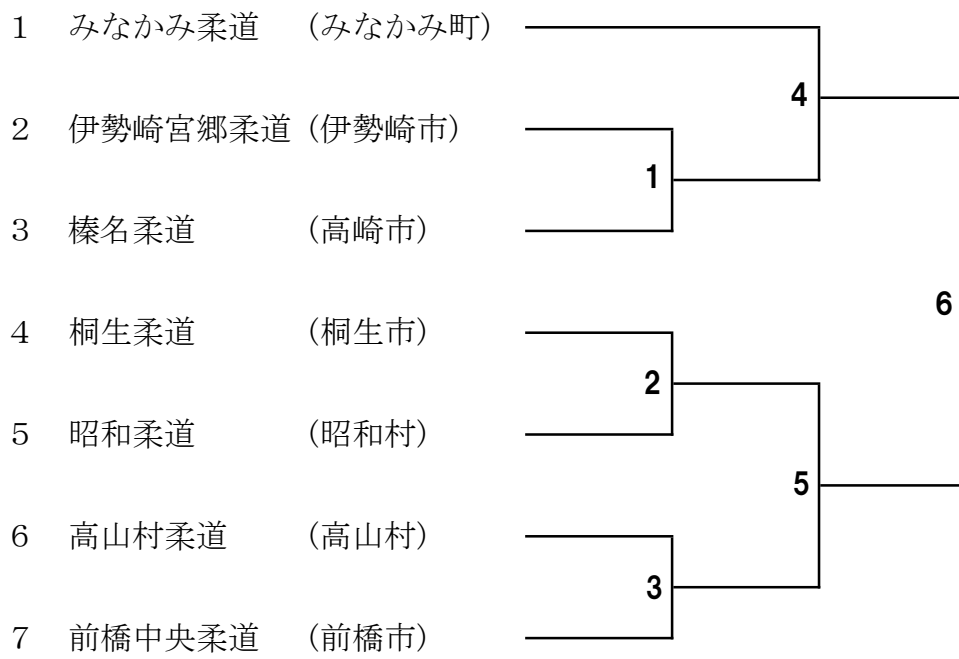 1 みなかみ柔道 (みなかみ町)
4
2 伊勢崎宮郷柔道 (伊勢崎市)
1
3 榛名柔道 (高崎市)
6
4 桐生柔道 (桐生市)
2
5 昭和柔道 (昭和村)
5
6 高山村柔道 (高山村)
3
7 前橋中央柔道 (前橋市)